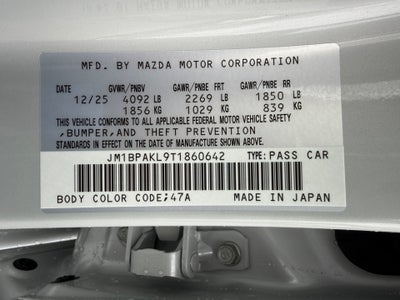 MFD. BY MAZDA MOTOR CORPORATION
GVWR/PNBV GAWR/PNBE FR GAWR/PNBE RR
12/25 4092 LB 2269 LB 1850 LB
1856 KG 1029 KG 839 KG
THIS VEHICLE CONFORMS TO ALL APPLICABLE FEDERAL MOTOR VEHICLE SAFETY
,BUMPER,AND THEFT PREVENTION
STANDARDS IN EFFECT ON THE DATE OF MANUFACTURE SHOWN ABOVE.
JM1BPAKL9T1860642 TYPE:PASS CAR
BODY COLOR CODE;47A MADE IN JAPAN